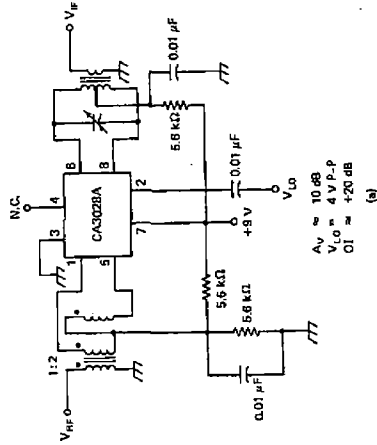 N.C.
V_IF
1:2
3
4
1
6
CA3028A
5
8
7
2
V_RF
0.01 µF
5.6 kΩ
0.01 µF
5.6 kΩ
5.6 kΩ
0.01 µF
+9 V
V_LO
A_V ≈ 10 dB
V_LO = 4 V P-P
OI ≈ +20 dB
(a)